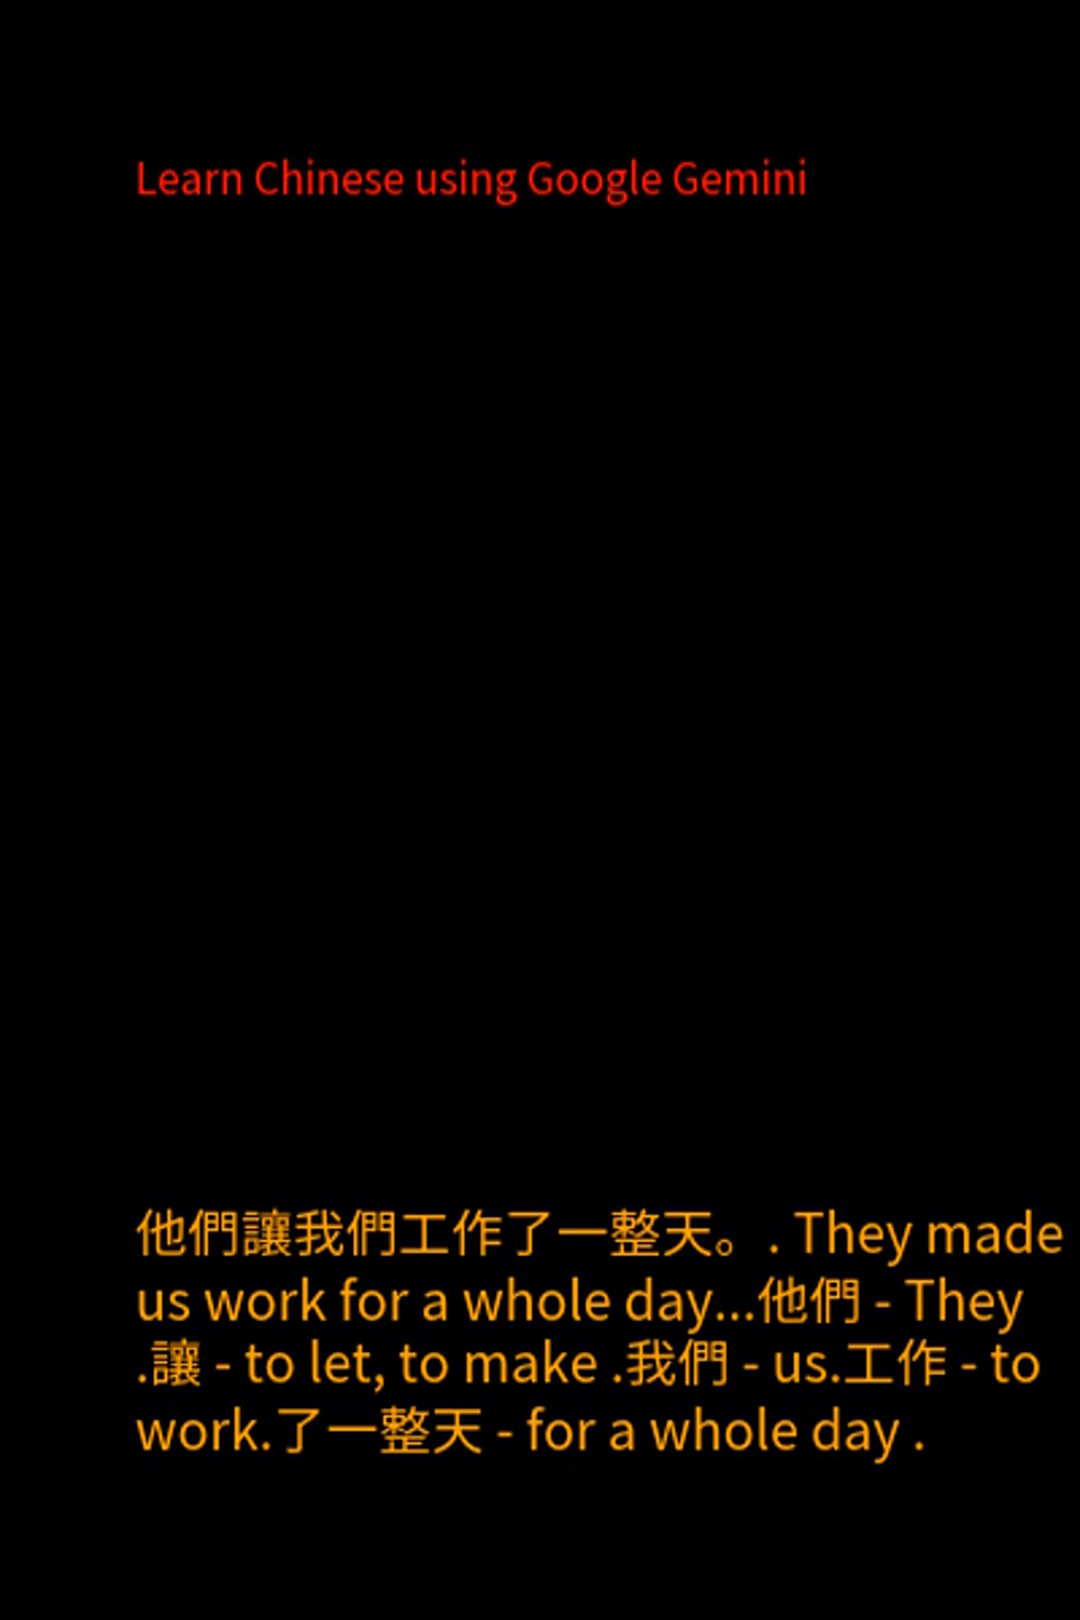 Learn Chinese using Google Gemini
他們讓我們工作了一整天。. They made
us work for a whole day...他們 - They
.讓 - to let, to make .我們 - us.工作 - to
work.了一整天 - for a whole day .